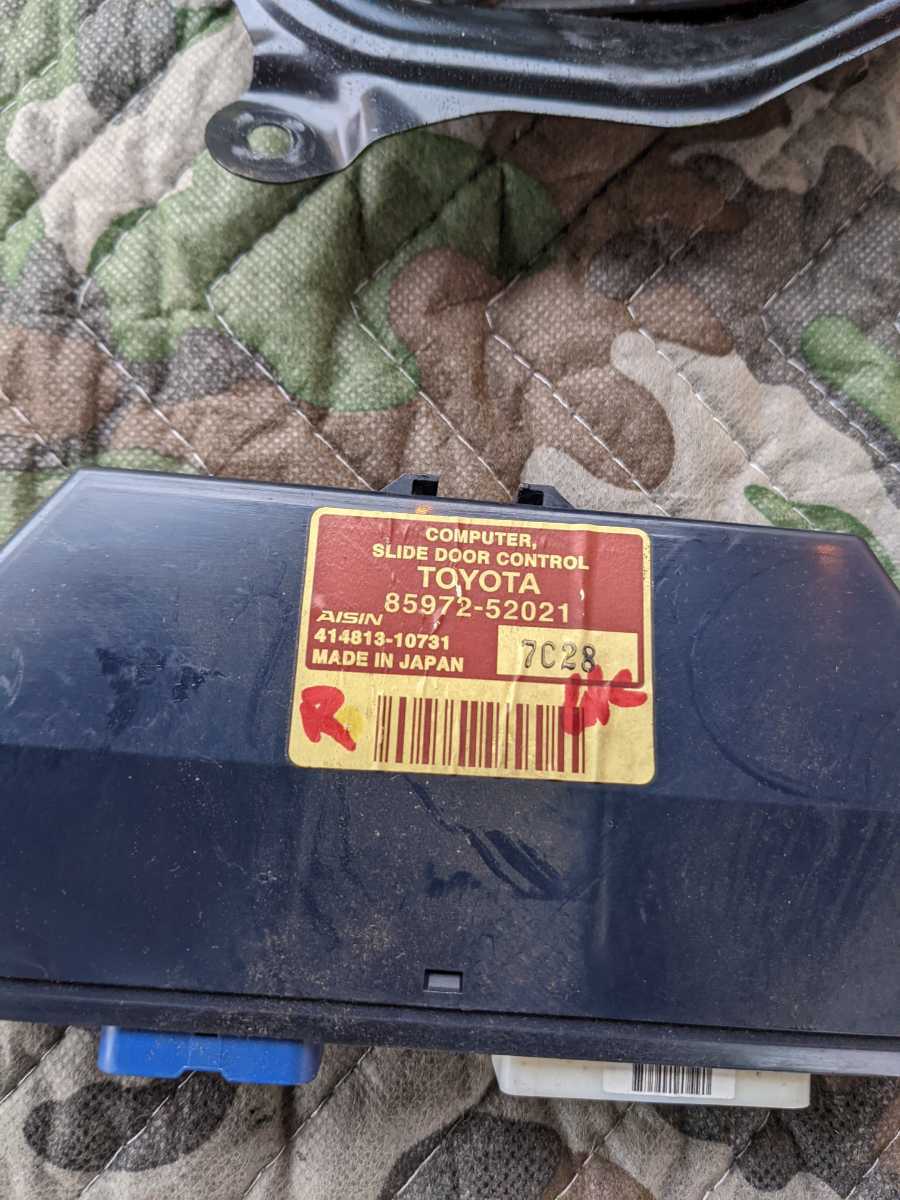 COMPUTER,
SLIDE DOOR CONTROL
TOYOTA
85972-52021
AISIN
414813-10731
7C28
MADE IN JAPAN
R